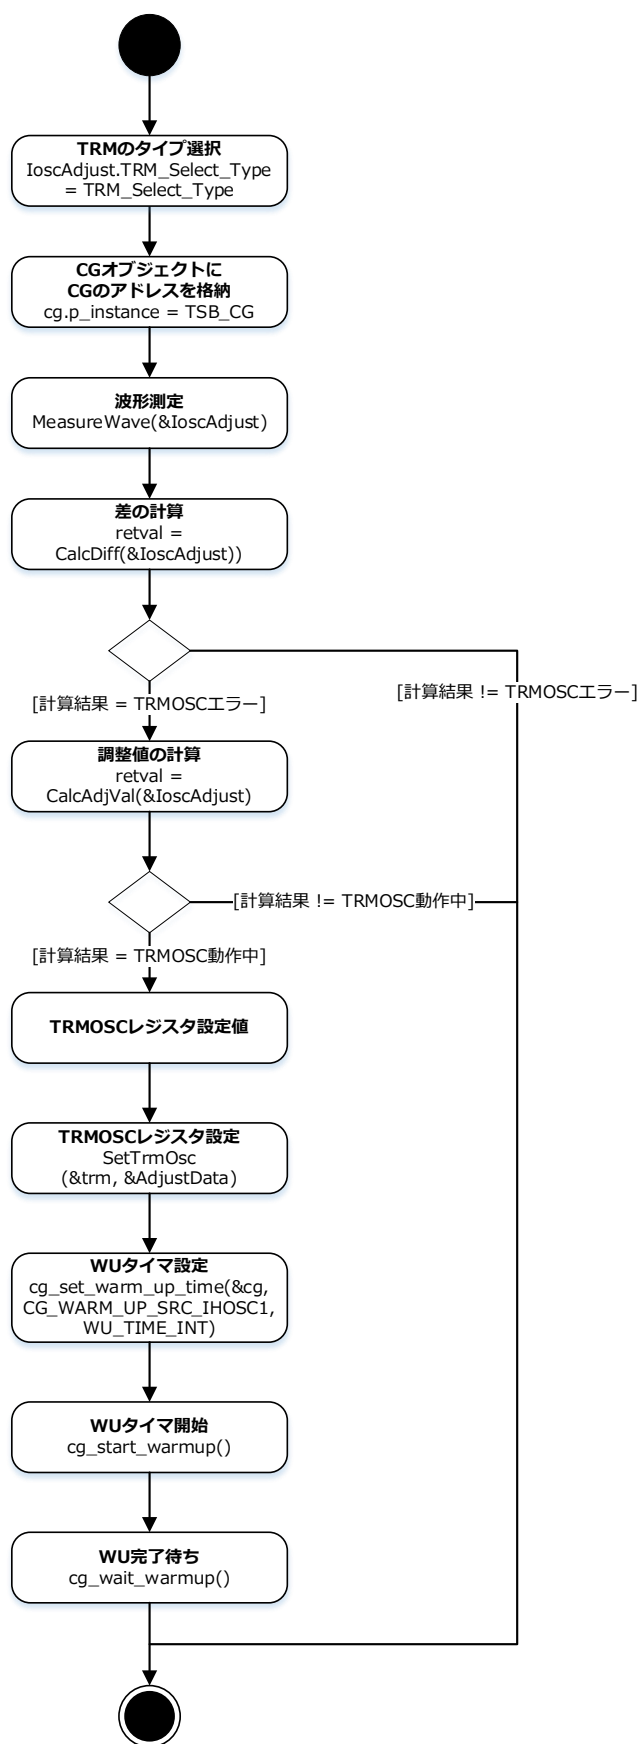 TRMのタイプ選択
IoscAdjust.TRM_Select_Type
= TRM_Select_Type
CGオブジェクトに
CGのアドレスを格納
cg.p_instance = TSB_CG
波形測定
MeasureWave(&IoscAdjust)
差の計算
retval =
CalcDiff(&IoscAdjust))
[計算結果 != TRMOSCエラー]
[計算結果 = TRMOSCエラー]
調整値の計算
retval =
CalcAdjVal(&IoscAdjust)
[計算結果 != TRMOSC動作中]
[計算結果 = TRMOSC動作中]
TRMOSCレジスタ設定値
TRMOSCレジスタ設定
SetTrmOsc
(&trm, &AdjustData)
WUタイマ設定
cg_set_warm_up_time(&cg,
CG_WARM_UP_SRC_IHOSC1,
WU_TIME_INT)
WUタイマ開始
cg_start_warmup()
WU完了待ち
cg_wait_warmup()